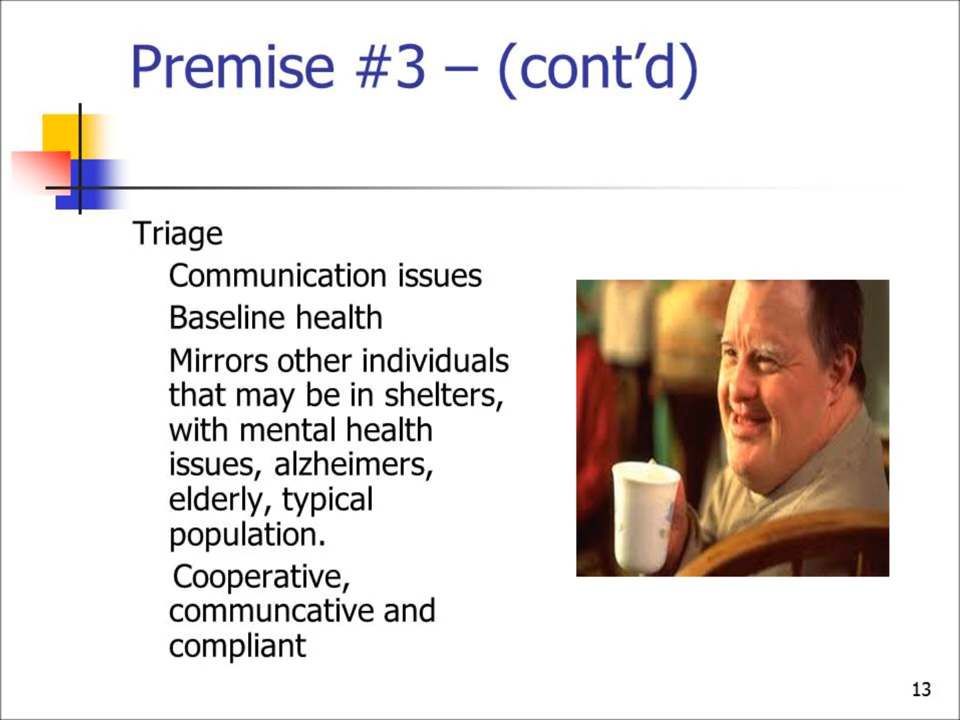 Premise #3 – (cont’d)
Triage
Communication issues
Baseline health
Mirrors other individuals
that may be in shelters,
with mental health
issues, alzheimers,
elderly, typical
population.
Cooperative,
communcative and
compliant
13